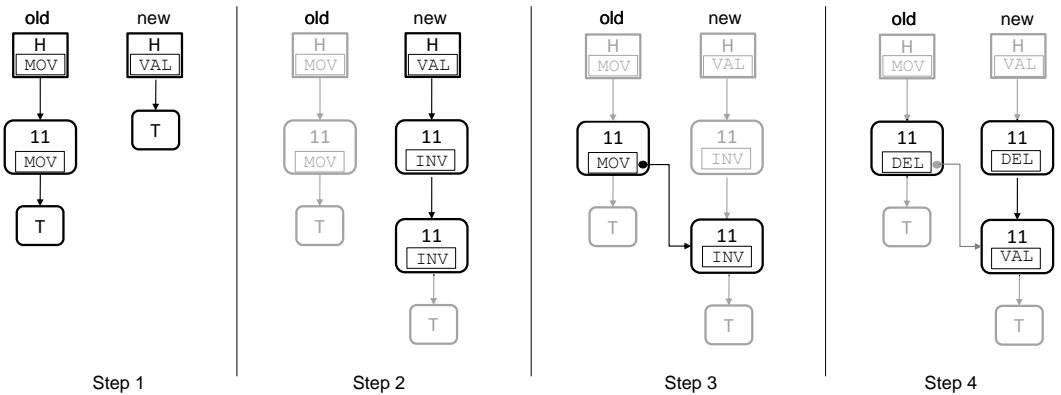 old new
H H
MOV VAL
11 T
MOV
T
Step 1
old new
H H
MOV VAL
11 11
MOV INV
T 11
INV
T
Step 2
old new
H H
MOV VAL
11 11
MOV INV
T 11
INV
T
Step 3
old new
H H
MOV VAL
11 11
DEL DEL
T 11
VAL
T
Step 4